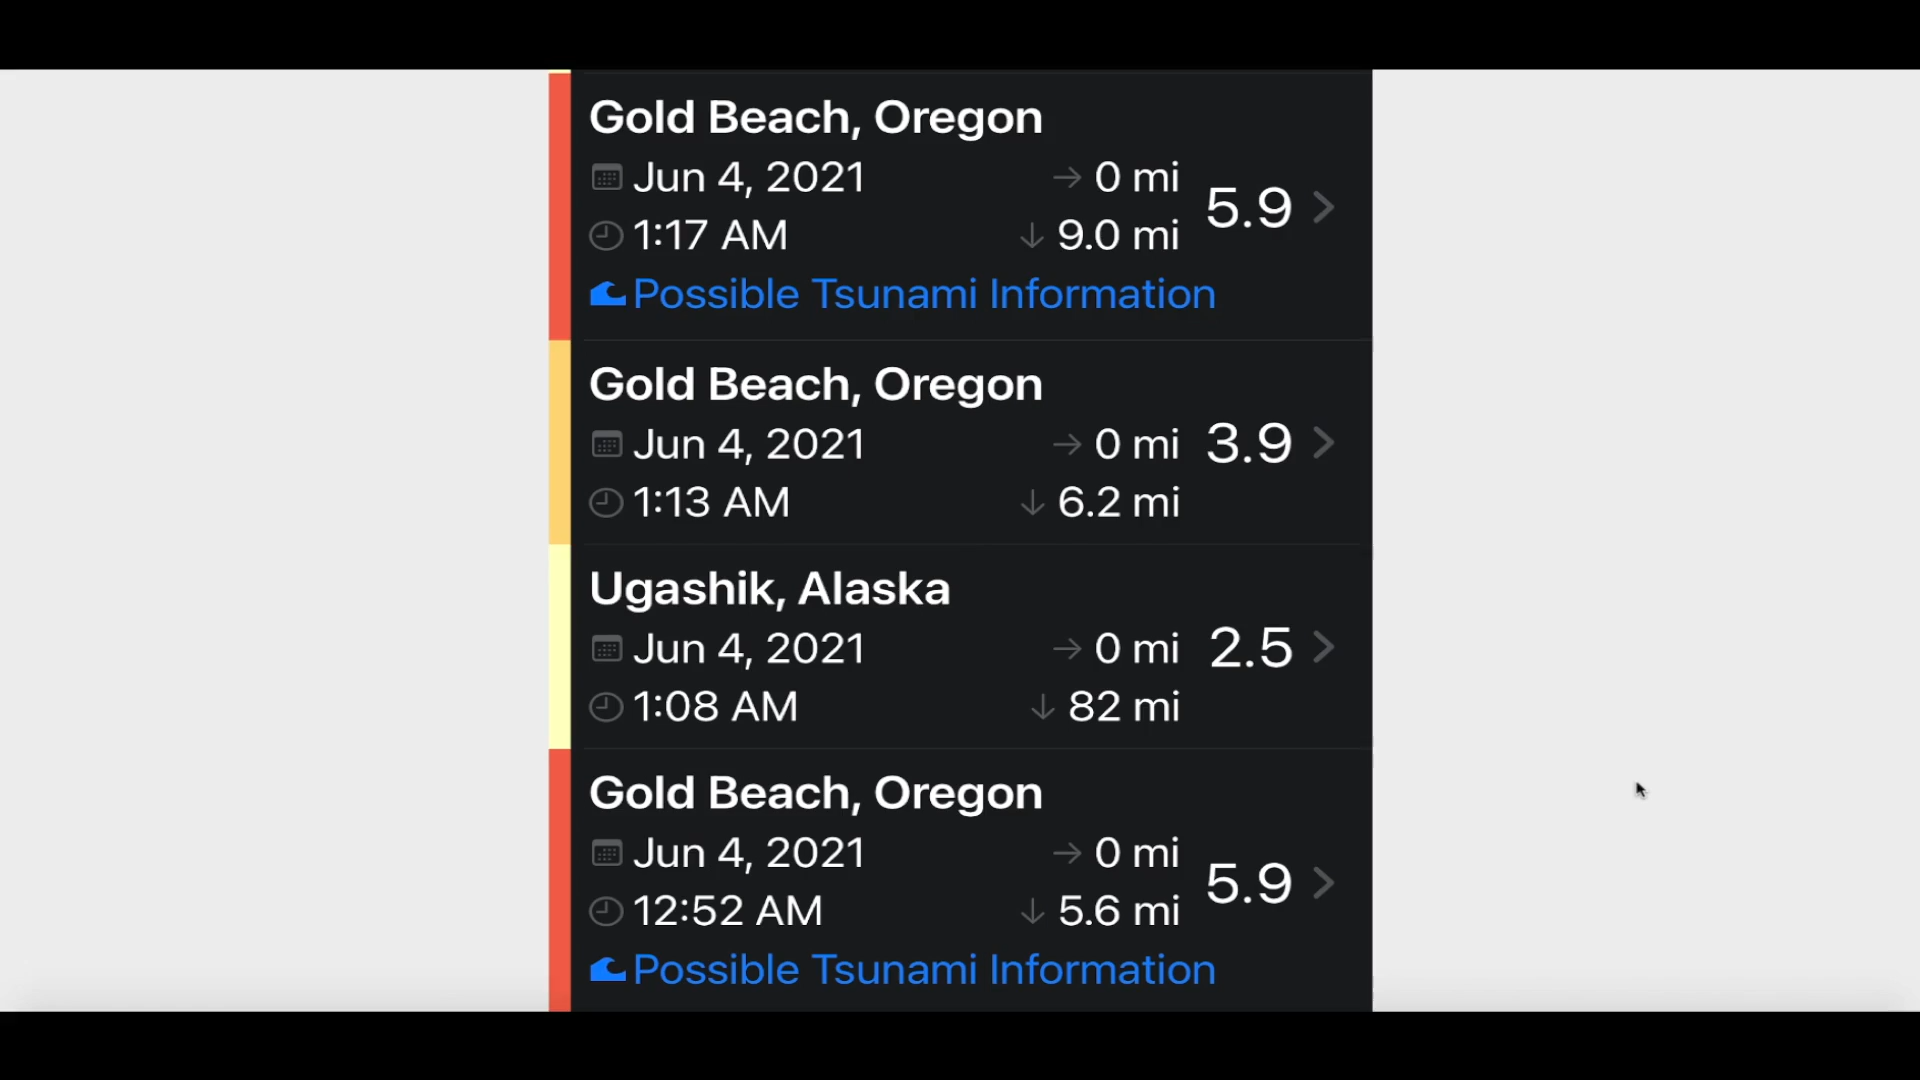 Gold Beach, Oregon
Jun 4, 2021 → 0 mi
5.9 >
1:17 AM ↓ 9.0 mi
Possible Tsunami Information
Gold Beach, Oregon
Jun 4, 2021 → 0 mi 3.9 >
1:13 AM ↓ 6.2 mi
Ugashik, Alaska
Jun 4, 2021 → 0 mi 2.5 >
1:08 AM ↓ 82 mi
Gold Beach, Oregon
Jun 4, 2021 → 0 mi
5.9 >
12:52 AM ↓ 5.6 mi
Possible Tsunami Information